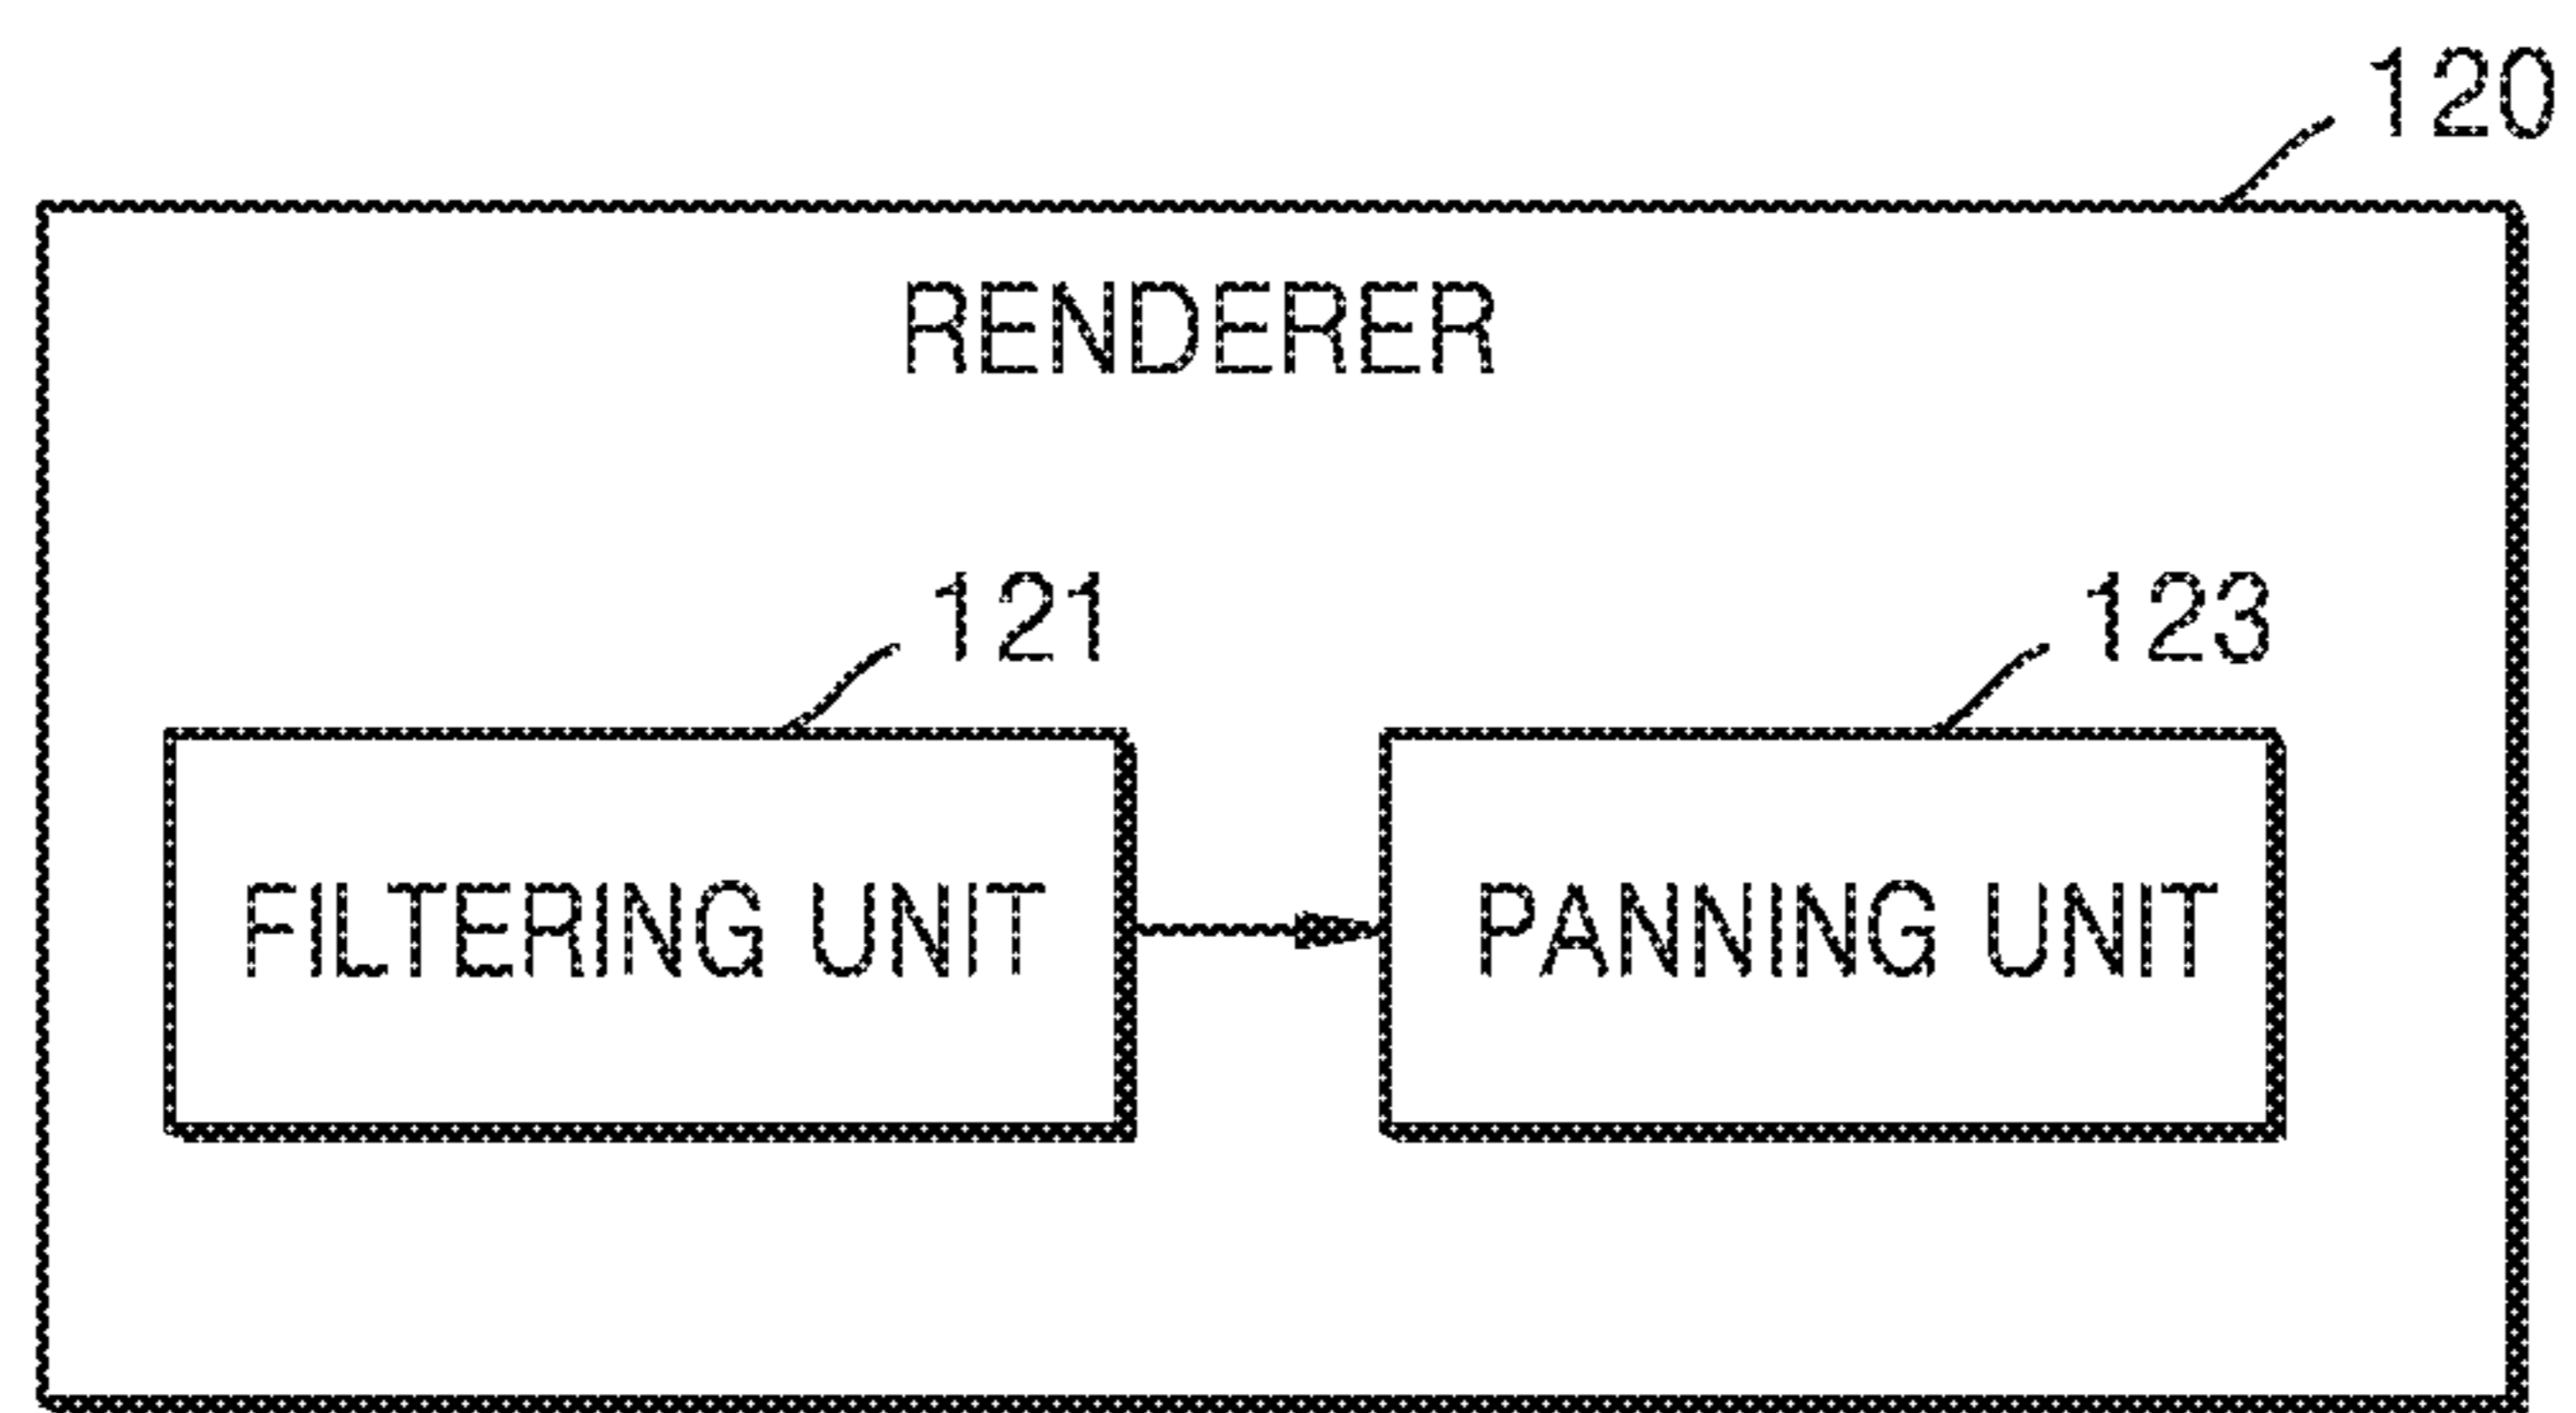 120
RENDERER
121
123
FILTERING UNIT
PANNING UNIT